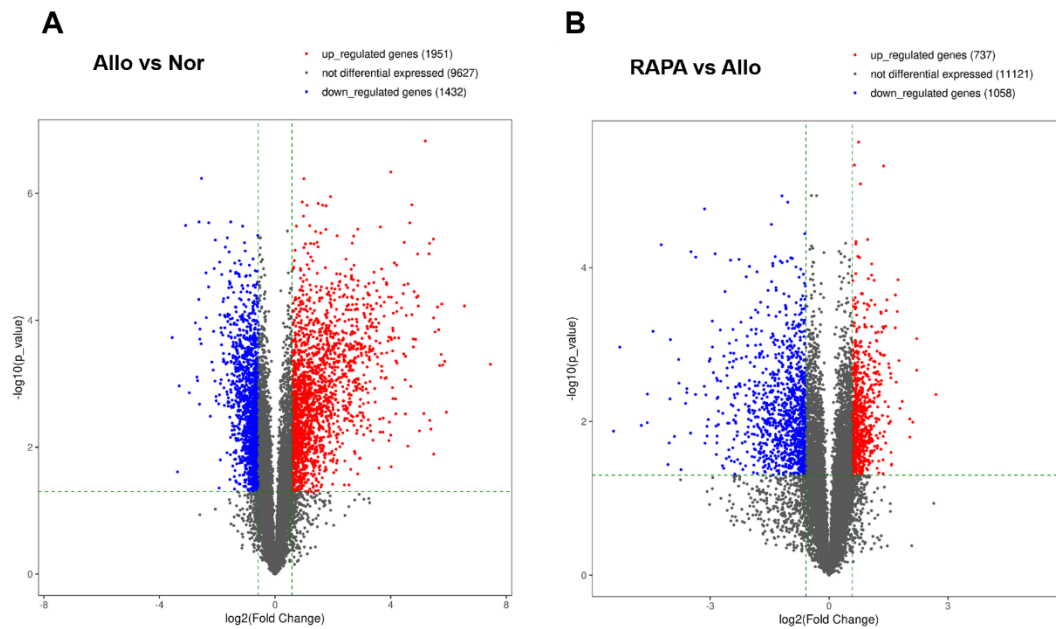 A
Allo vs Nor
up_regulated genes (1951)
not differential expressed (9627)
down_regulated genes (1432)
6
4
2
0
-log10(p_value)
-8
-4
0
4
8
log2(Fold Change)
B
RAPA vs Allo
up_regulated genes (737)
not differential expressed (11121)
down_regulated genes (1058)
4
2
0
-log10(p_value)
-3
0
3
log2(Fold Change)